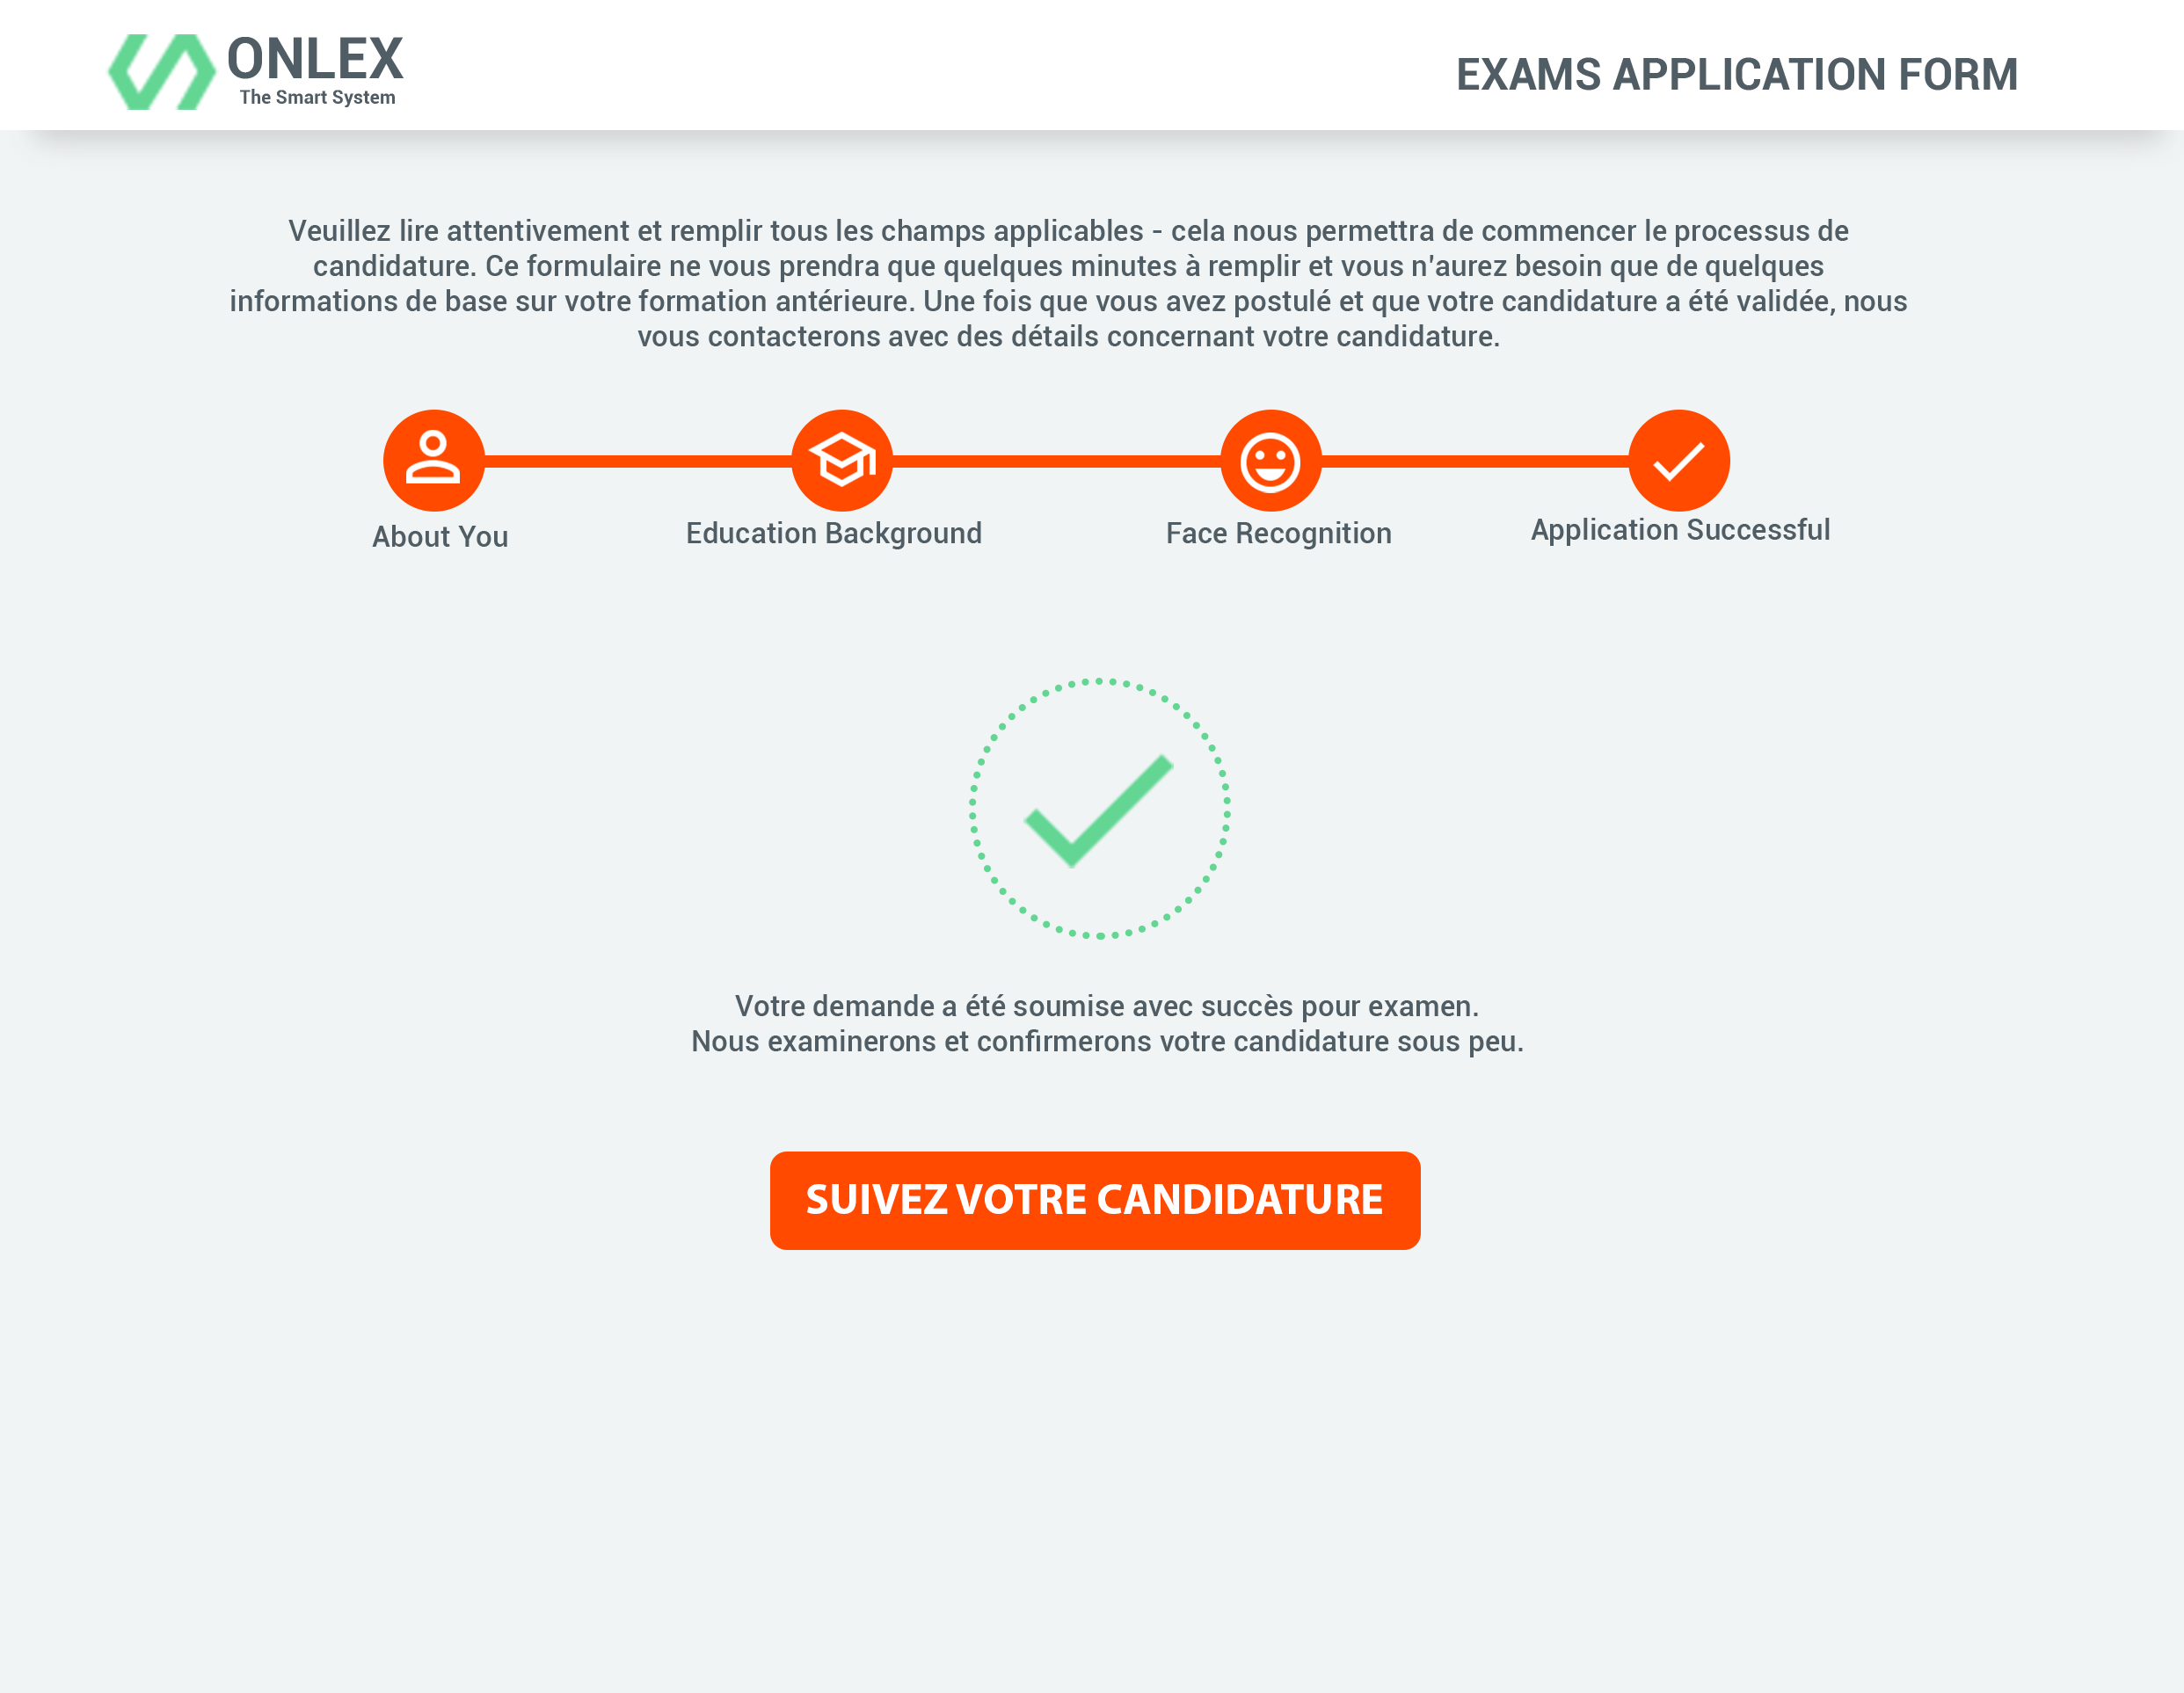 ONLEX
The Smart System
EXAMS APPLICATION FORM
Veuillez lire attentivement et remplir tous les champs applicables - cela nous permettra de commencer le processus de
candidature. Ce formulaire ne vous prendra que quelques minutes à remplir et vous n'aurez besoin que de quelques
informations de base sur votre formation antérieure. Une fois que vous avez postulé et que votre candidature a été validée, nous
vous contacterons avec des détails concernant votre candidature.
About You
Education Background
Face Recognition
Application Successful
Votre demande a été soumise avec succès pour examen.
Nous examinerons et confirmerons votre candidature sous peu.
SUIVEZ VOTRE CANDIDATURE